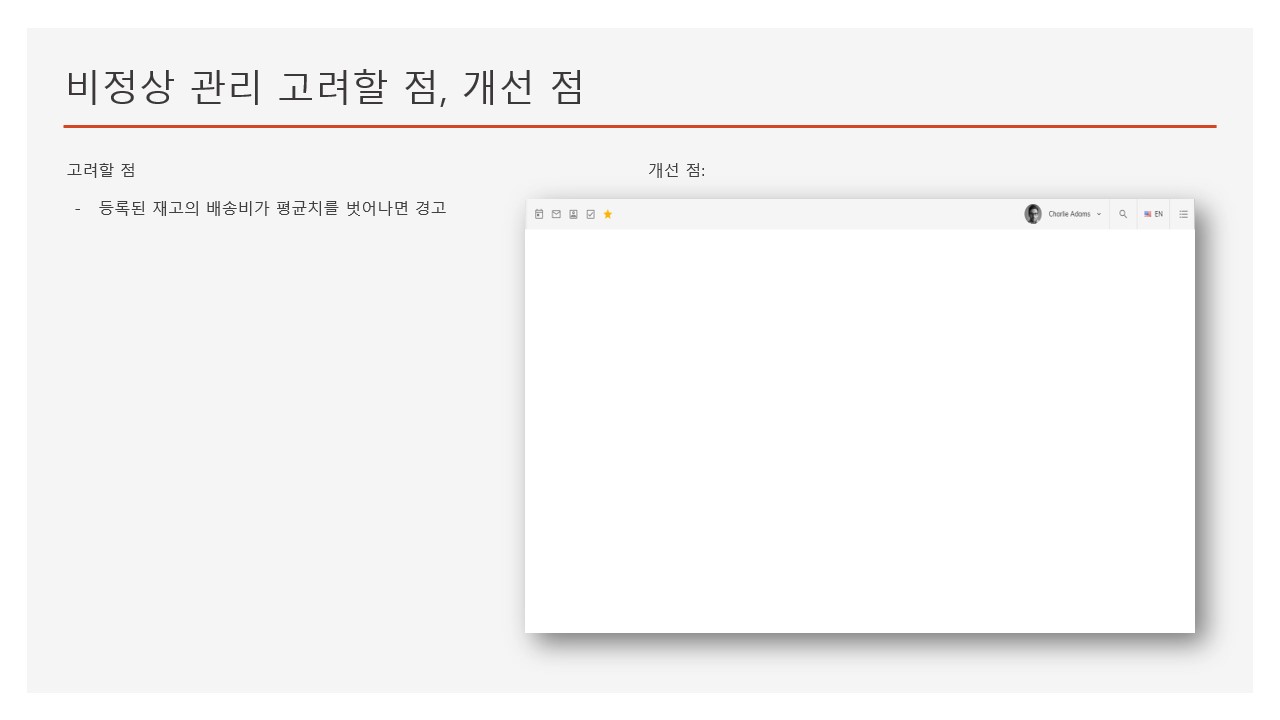 비정상 관리 고려할 점, 개선 점
고려할 점
- 등록된 재고의 배송비가 평균치를 벗어나면 경고
개선 점:
Charlie Adams
EN